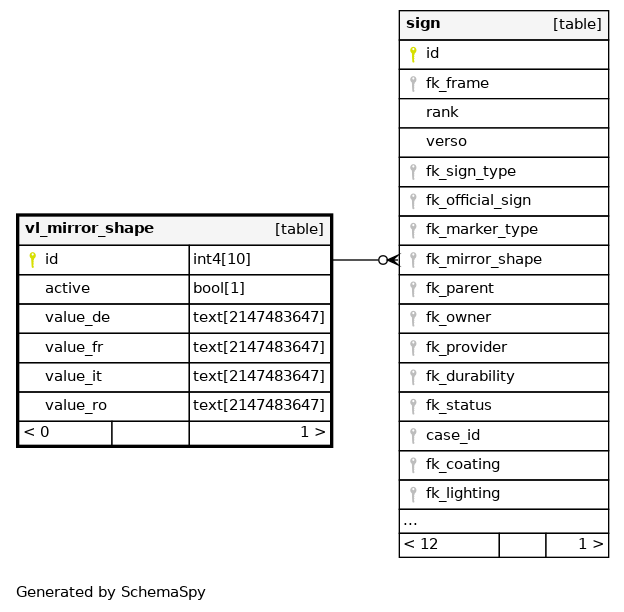 sign [table]
id
fk_frame
rank
verso
fk_sign_type
fk_official_sign
fk_marker_type
fk_mirror_shape
fk_parent
fk_owner
fk_provider
fk_durability
fk_status
case_id
fk_coating
fk_lighting
...
< 12 1 >
vl_mirror_shape [table]
id int4[10]
active bool[1]
value_de text[2147483647]
value_fr text[2147483647]
value_it text[2147483647]
value_ro text[2147483647]
< 0 1 >
Generated by SchemaSpy